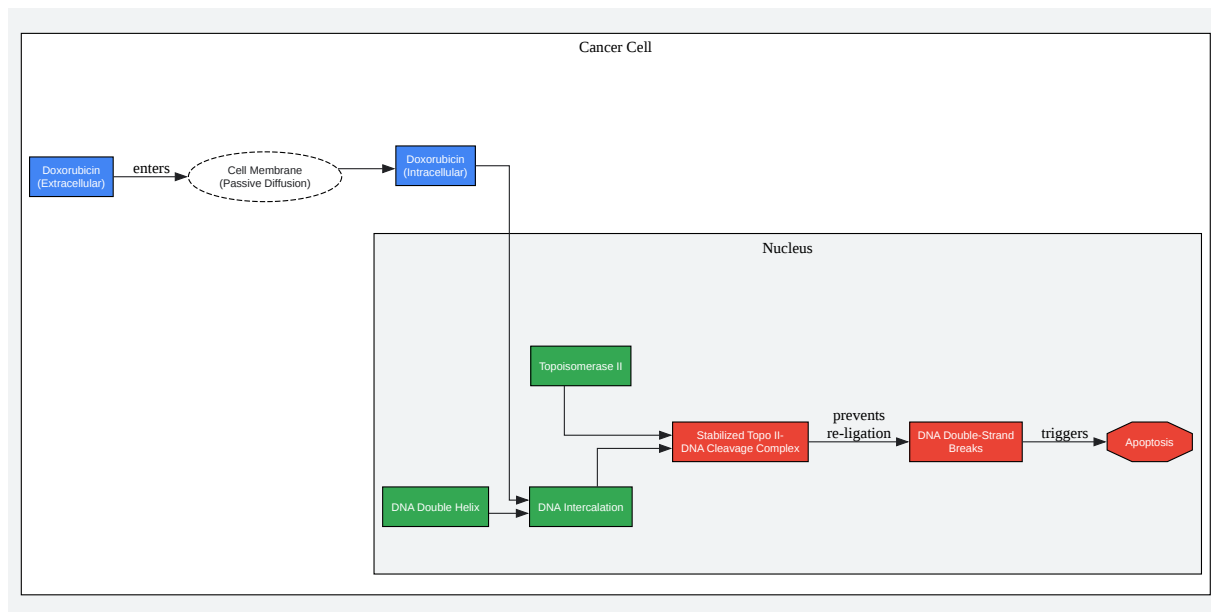 Cancer Cell
Doxorubicin
(Extracellular)
enters
Cell Membrane
(Passive Diffusion)
Doxorubicin
(Intracellular)
Nucleus
Topoisomerase II
Stabilized Topo II-
DNA Cleavage Complex
prevents
re-ligation
DNA Double-Strand
Breaks
triggers
Apoptosis
DNA Double Helix
DNA Intercalation